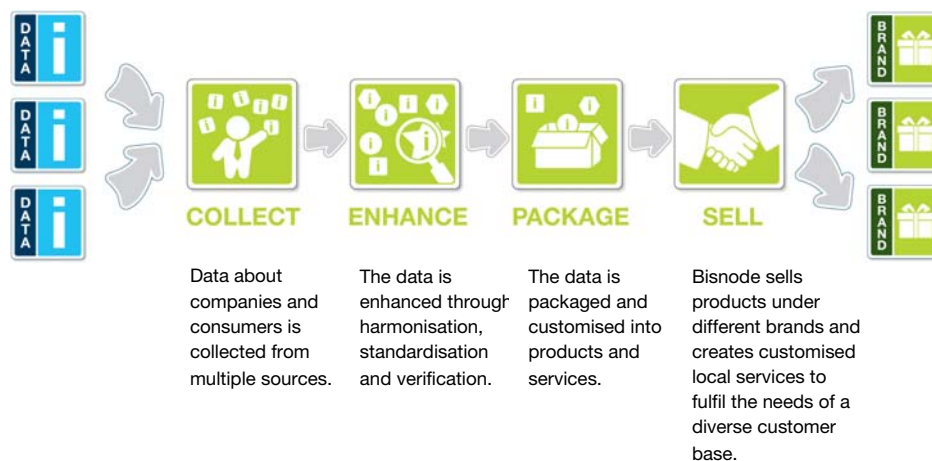 DATA
i
DATA
i
DATA
i
COLLECT
Data about
companies and
consumers is
collected from
multiple sources.
ENHANCE
The data is
enhanced through
harmonisation,
standardisation
and verification.
PACKAGE
The data is
packaged and
customised into
products and
services.
SELL
Bisnode sells
products under
different brands and
creates customised
local services to
fulfil the needs of a
diverse customer
base.
BRAND
BRAND
BRAND